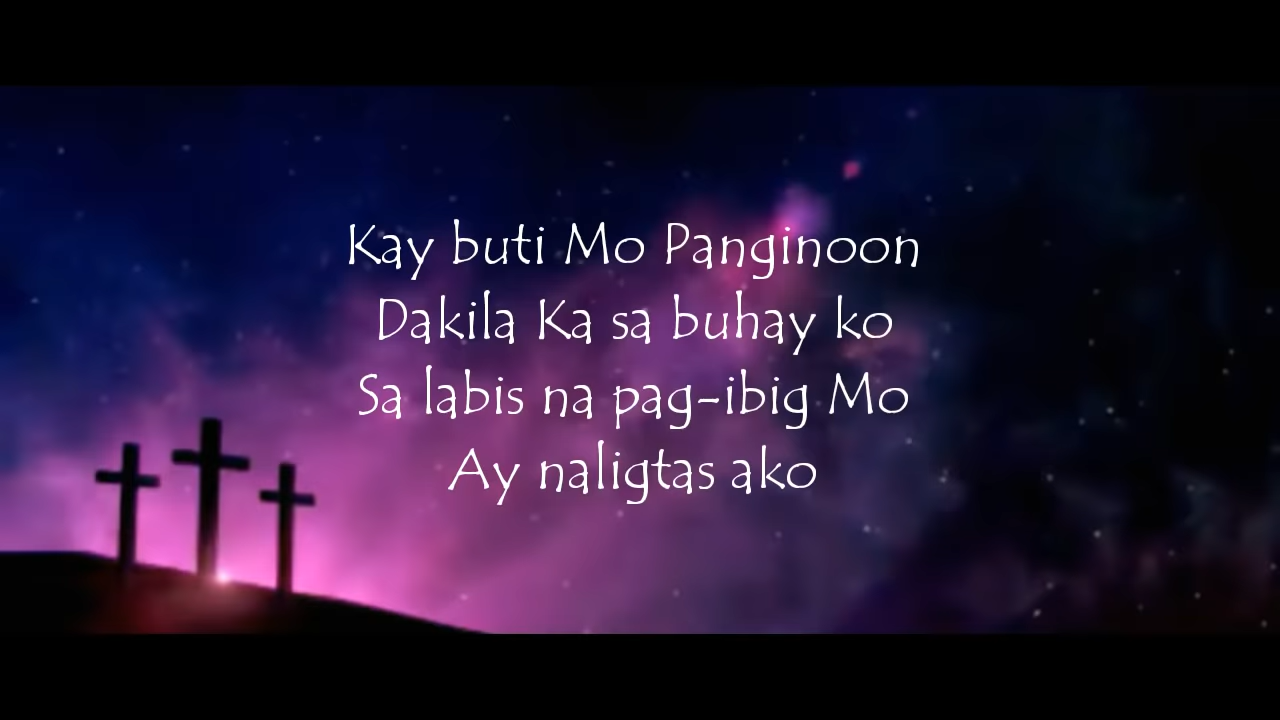 Kay buti Mo Panginoon
Dakila Ka sa buhay ko
Sa labis na pag-ibig Mo
Ay naligtas ako